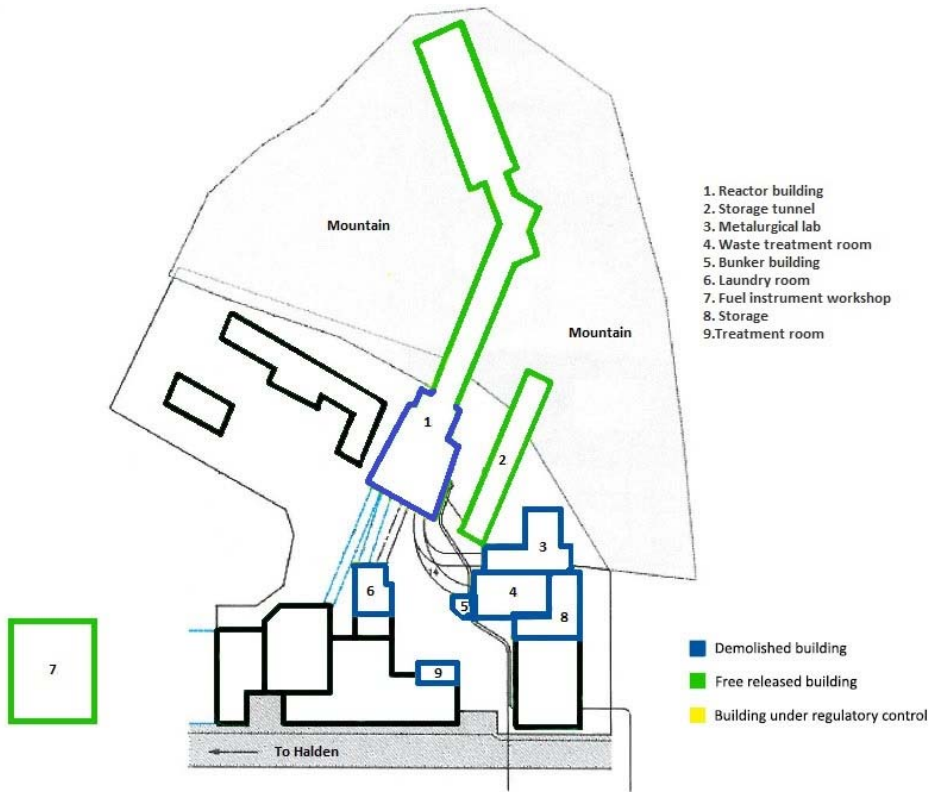 Mountain
Mountain
1. Reactor building
2. Storage tunnel
3. Metalurgical lab
4. Waste treatment room
5. Bunker building
6. Laundry room
7. Fuel instrument workshop
8. Storage
9.Treatment room
1
2
3
4
5
6
7
8
9
14
Demolished building
Free released building
Building under regulatory control
To Halden